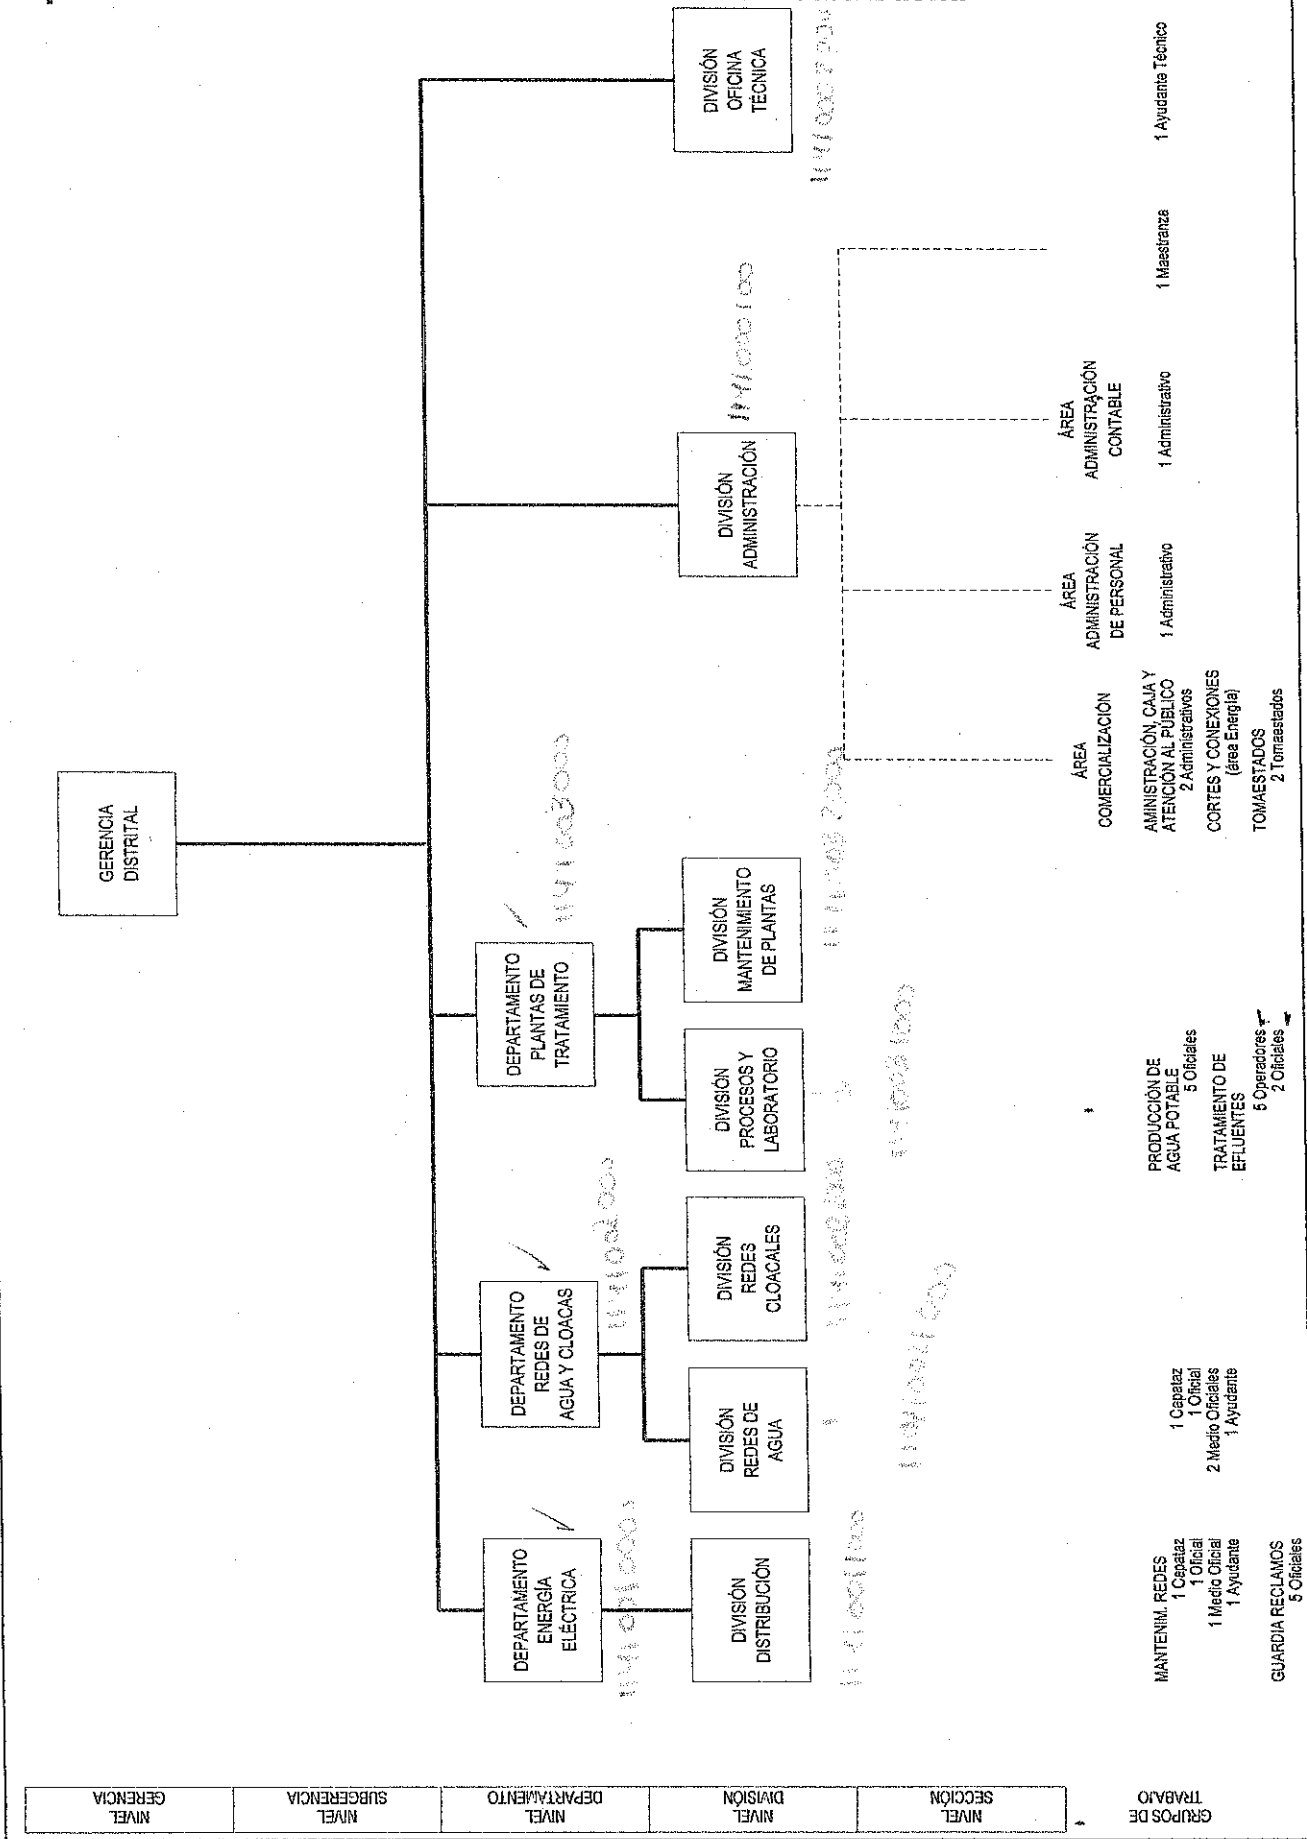 GERENCIA
DISTRITAL
DEPARTAMENTO
ENERGÍA
ELÉCTRICA
DEPARTAMENTO
REDES DE
AGUA Y CLOACAS
DEPARTAMENTO
PLANTAS DE
TRATAMIENTO
DIVISIÓN
DISTRIBUCIÓN
DIVISIÓN
REDES DE
AGUA
DIVISIÓN
REDES
CLOACALES
DIVISIÓN
PROCESOS Y
LABORATORIO
DIVISIÓN
MANTENIMIENTO
DE PLANTAS
DIVISIÓN
ADMINISTRACIÓN
DIVISIÓN
OFICINA
TÉCNICA
ÁREA
COMERCIALIZACIÓN
ÁREA
ADMINISTRACIÓN
DE PERSONAL
ÁREA
ADMINISTRACIÓN
CONTABLE
MANTENIM. REDES
1 Capataz
1 Oficial
1 Medio Oficial
1 Ayudante
GUARDIA RECLAMOS
5 Oficiales
1 Capataz
1 Oficial
2 Medio Oficiales
1 Ayudante
PRODUCCIÓN DE
AGUA POTABLE
5 Oficiales
TRATAMIENTO DE
EFLUENTES
5 Operadores
2 Oficiales
AMINISTRACIÓN, CAJA Y
ATENCIÓN AL PÚBLICO
2 Administrativos
CORTES Y CONEXIONES
(área Energía)
TOMAESTADOS
2 Tomaestados
1 Administrativo
1 Administrativo
1 Maestranza
1 Ayudante Técnico
NIVEL
GERENCIA
NIVEL
SUBGERENCIA
NIVEL
DEPARTAMENTO
NIVEL
DIVISIÓN
NIVEL
SECCIÓN
GRUPOS DE
TRABAJO